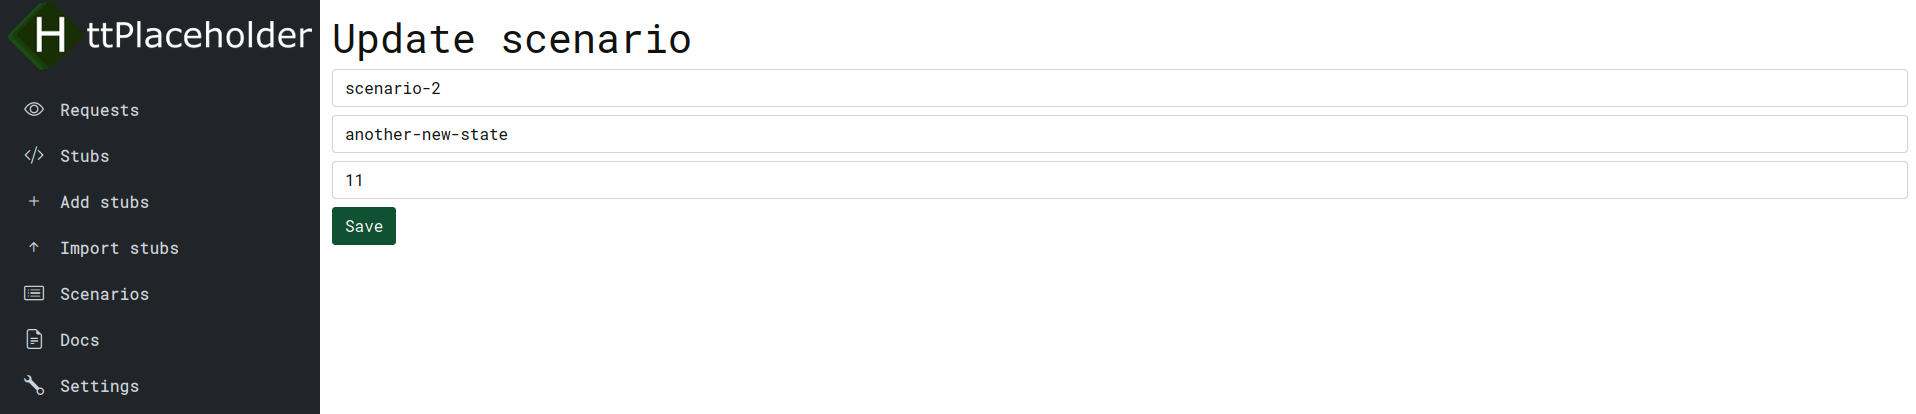 HttPlaceholder
Requests
Stubs
Add stubs
Import stubs
Scenarios
Docs
Settings
Update scenario
scenario-2
another-new-state
11
Save